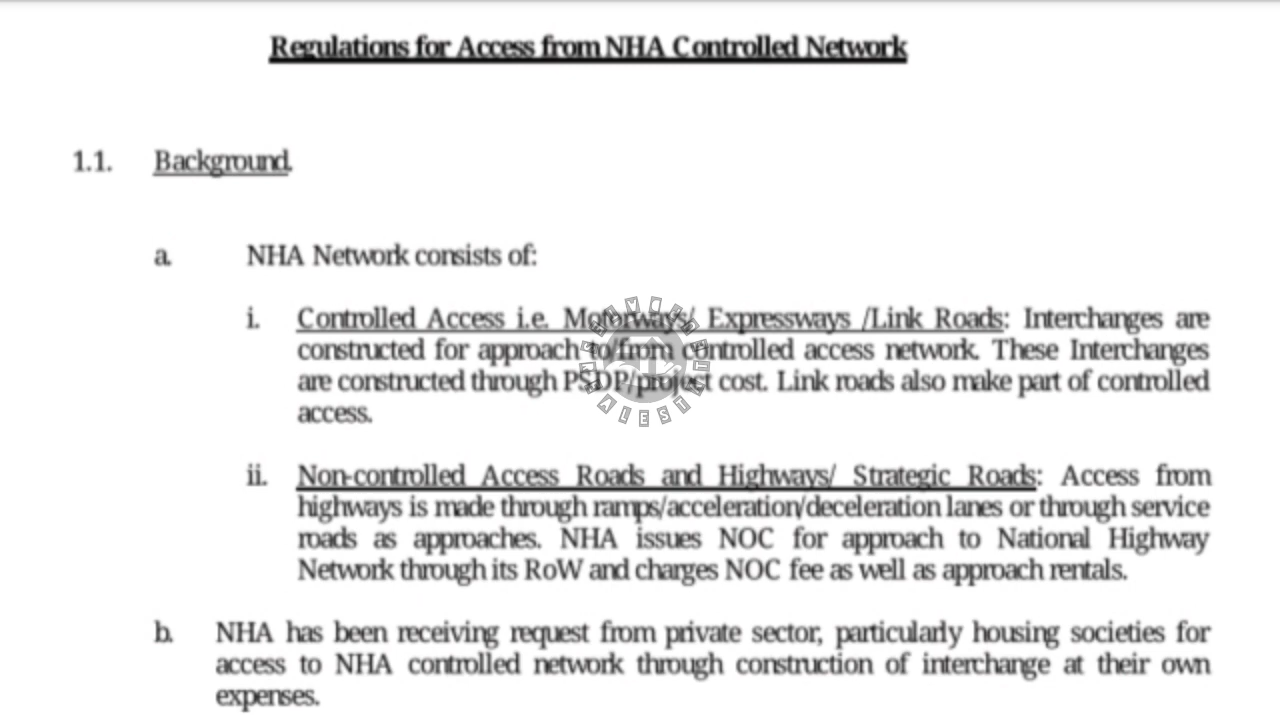 Regulations for Access from NHA Controlled Network
1.1. Background.
a. NHA Network consists of:
i. Controlled Access i.e. Motorways/ Expressways /Link Roads: Interchanges are
constructed for approach to/from controlled access network. These Interchanges
are constructed through PSDP/project cost. Link roads also make part of controlled
access.
ii. Non-controlled Access Roads and Highways/ Strategic Roads: Access from
highways is made through ramps/acceleration/deceleration lanes or through service
roads as approaches. NHA issues NOC for approach to National Highway
Network through its RoW and charges NOC fee as well as approach rentals.
b. NHA has been receiving request from private sector, particularly housing societies for
access to NHA controlled network through construction of interchange at their own
expenses.